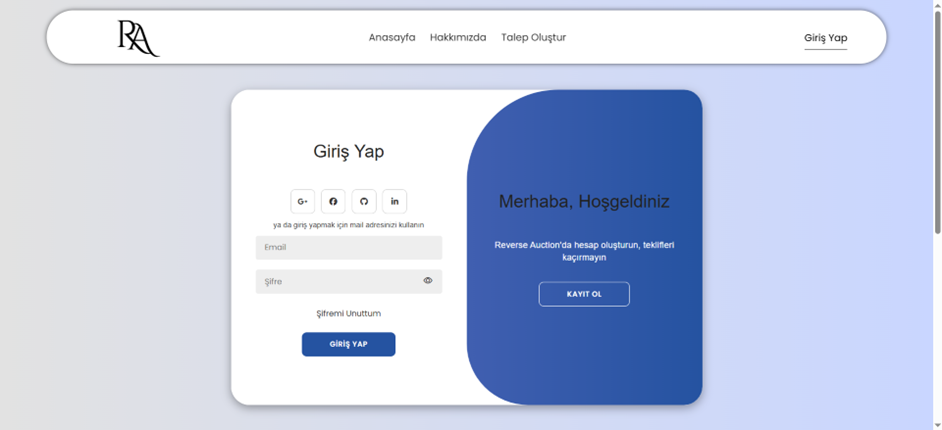 RA
Anasayfa Hakkımızda Talep Oluştur Giriş Yap
Giriş Yap
G+ in
ya da giriş yapmak için mail adresinizi kullanın
Email
Şifre
Şifremi Unuttum
GİRİŞ YAP
Merhaba, Hoşgeldiniz
Reverse Auction'da hesap oluşturun, teklifleri
kaçırmayın
KAYIT OL